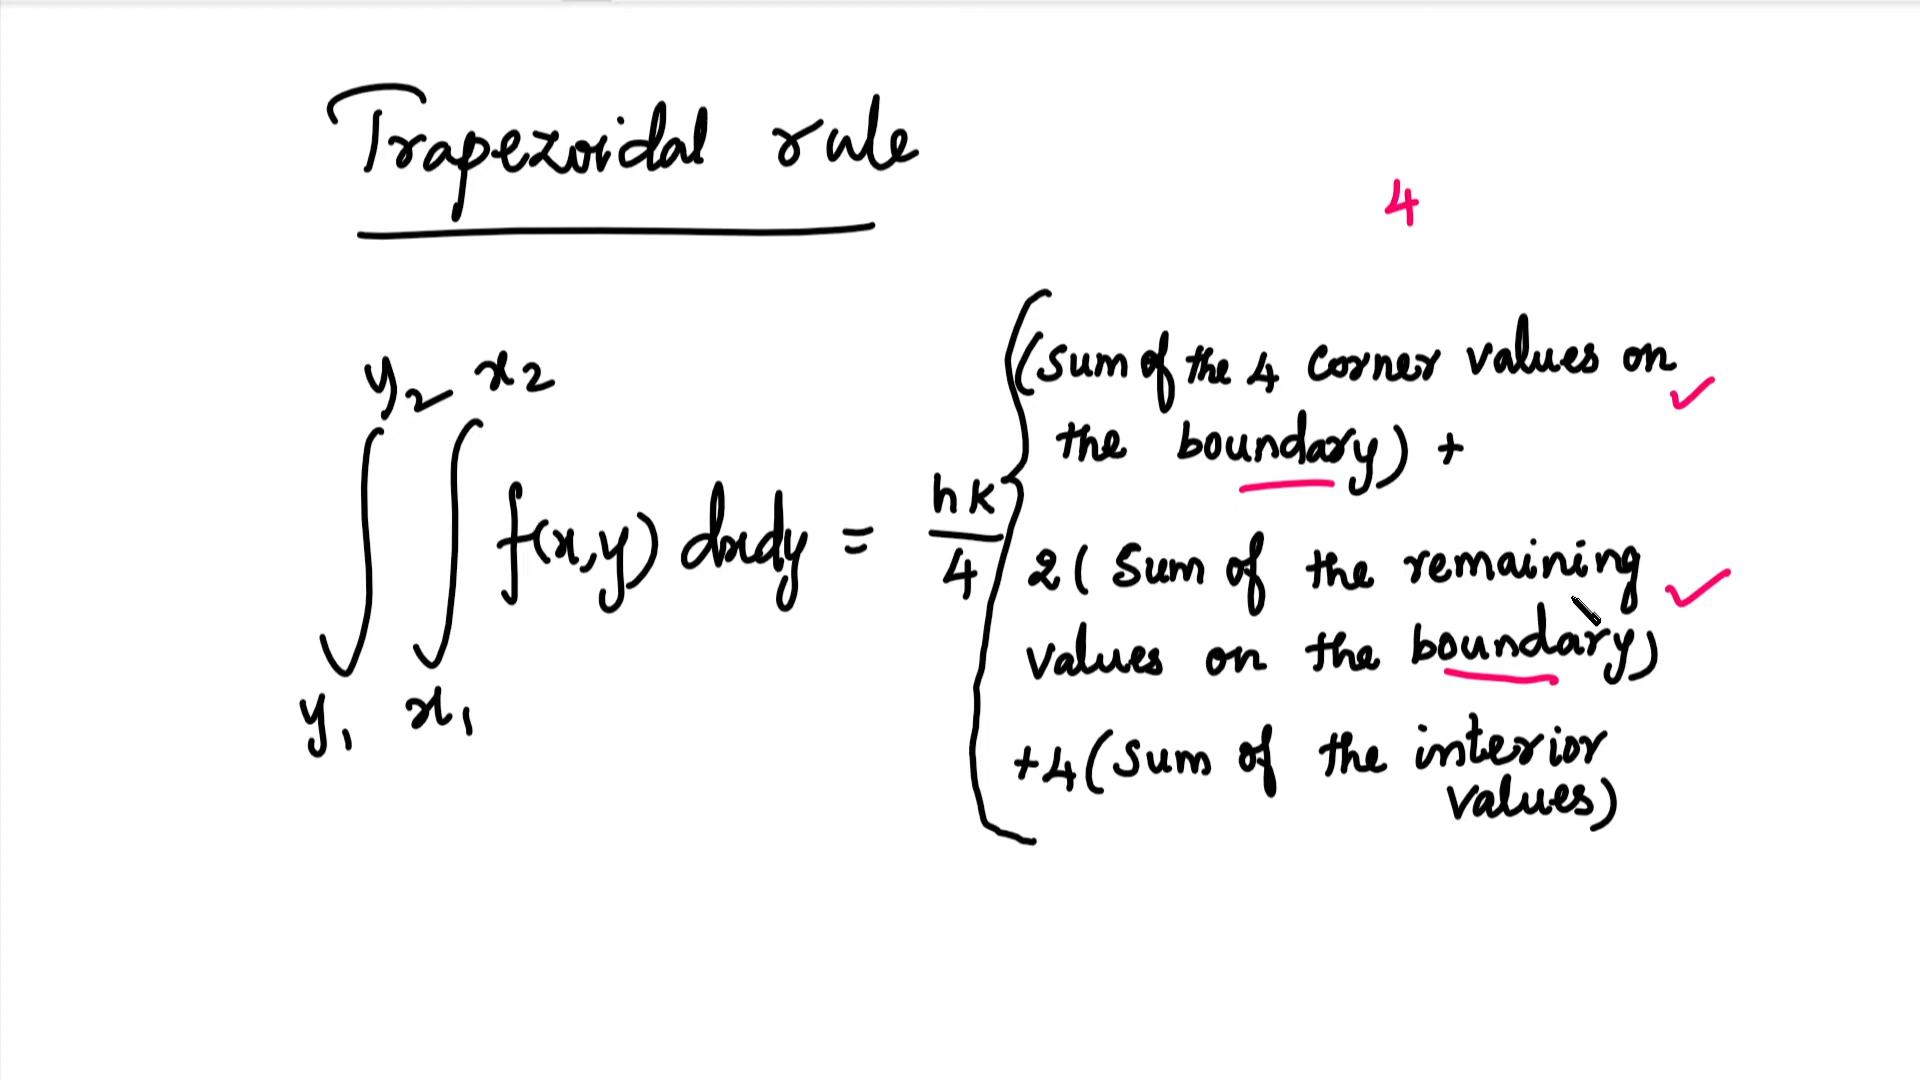 Trapezoidal rule
4
∫_{y₁}^{y₂} ∫_{x₁}^{x₂} f(x,y) dxdy = hk/4 {
(sum of the 4 corner values on
the boundary) +
2( sum of the remaining
values on the boundary)
+4(sum of the interior
values)